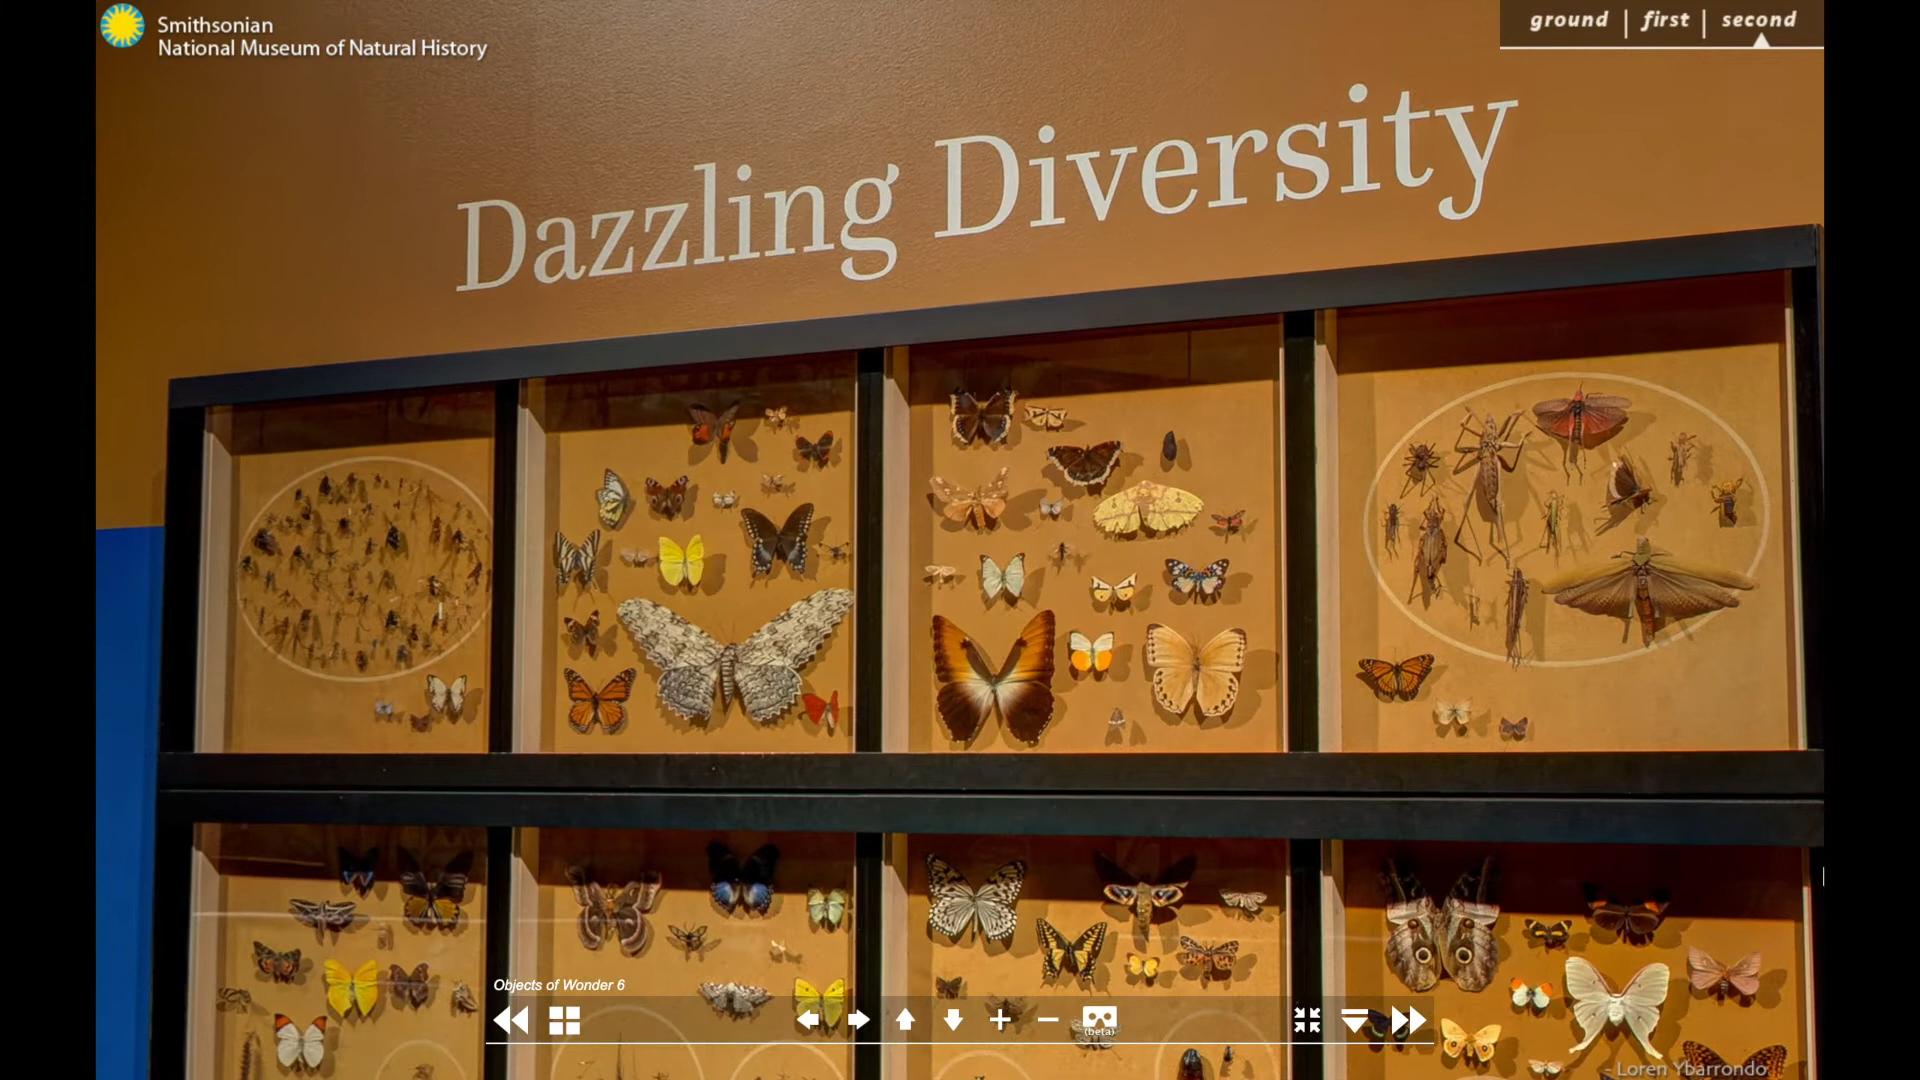 Smithsonian
National Museum of Natural History
ground | first | second
Dazzling Diversity
Objects of Wonder 6
(beta)
- Loren Ybarrondo